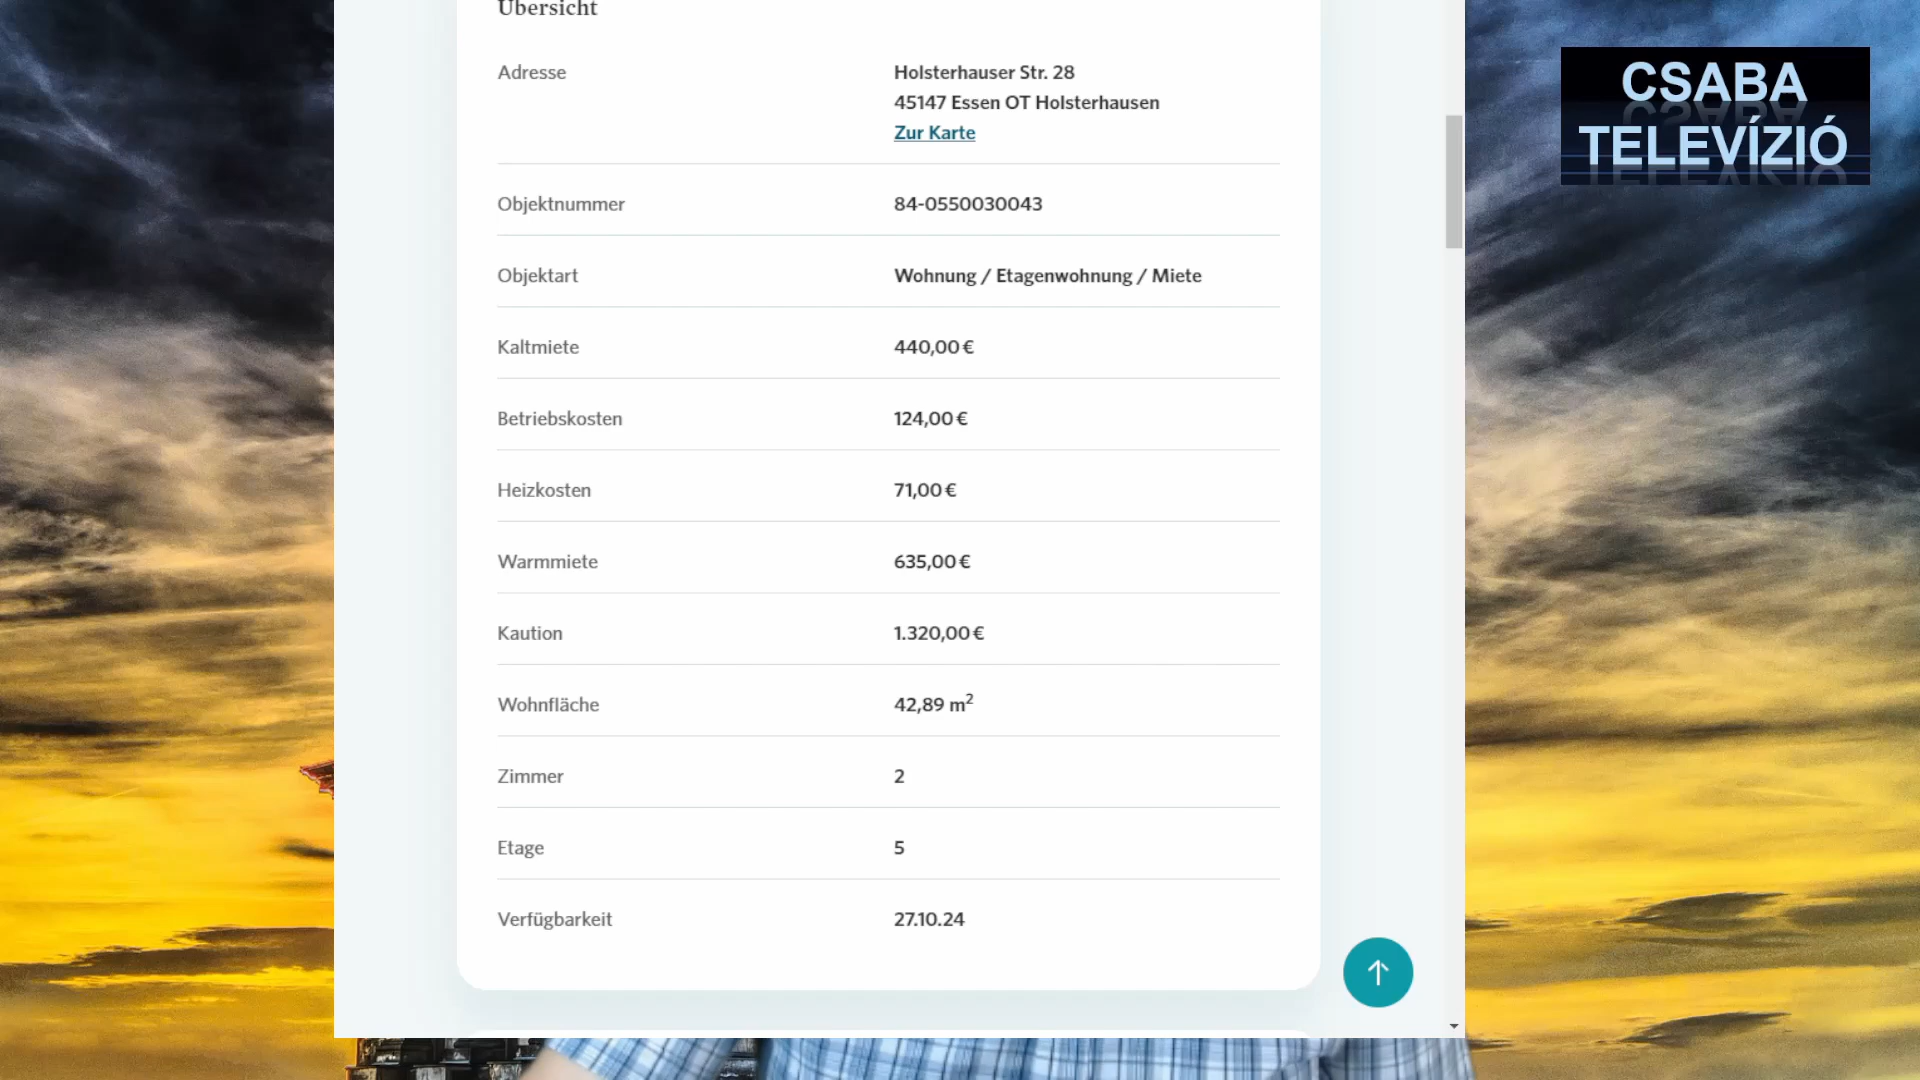 Übersicht
Adresse
Holsterhauser Str. 28
45147 Essen OT Holsterhausen
Zur Karte
Objektnummer 84-0550030043
Objektart Wohnung / Etagenwohnung / Miete
Kaltmiete 440,00 €
Betriebskosten 124,00 €
Heizkosten 71,00 €
Warmmiete 635,00 €
Kaution 1.320,00 €
Wohnfläche 42,89 m²
Zimmer 2
Etage 5
Verfügbarkeit 27.10.24
CSABA
TELEVÍZIÓ